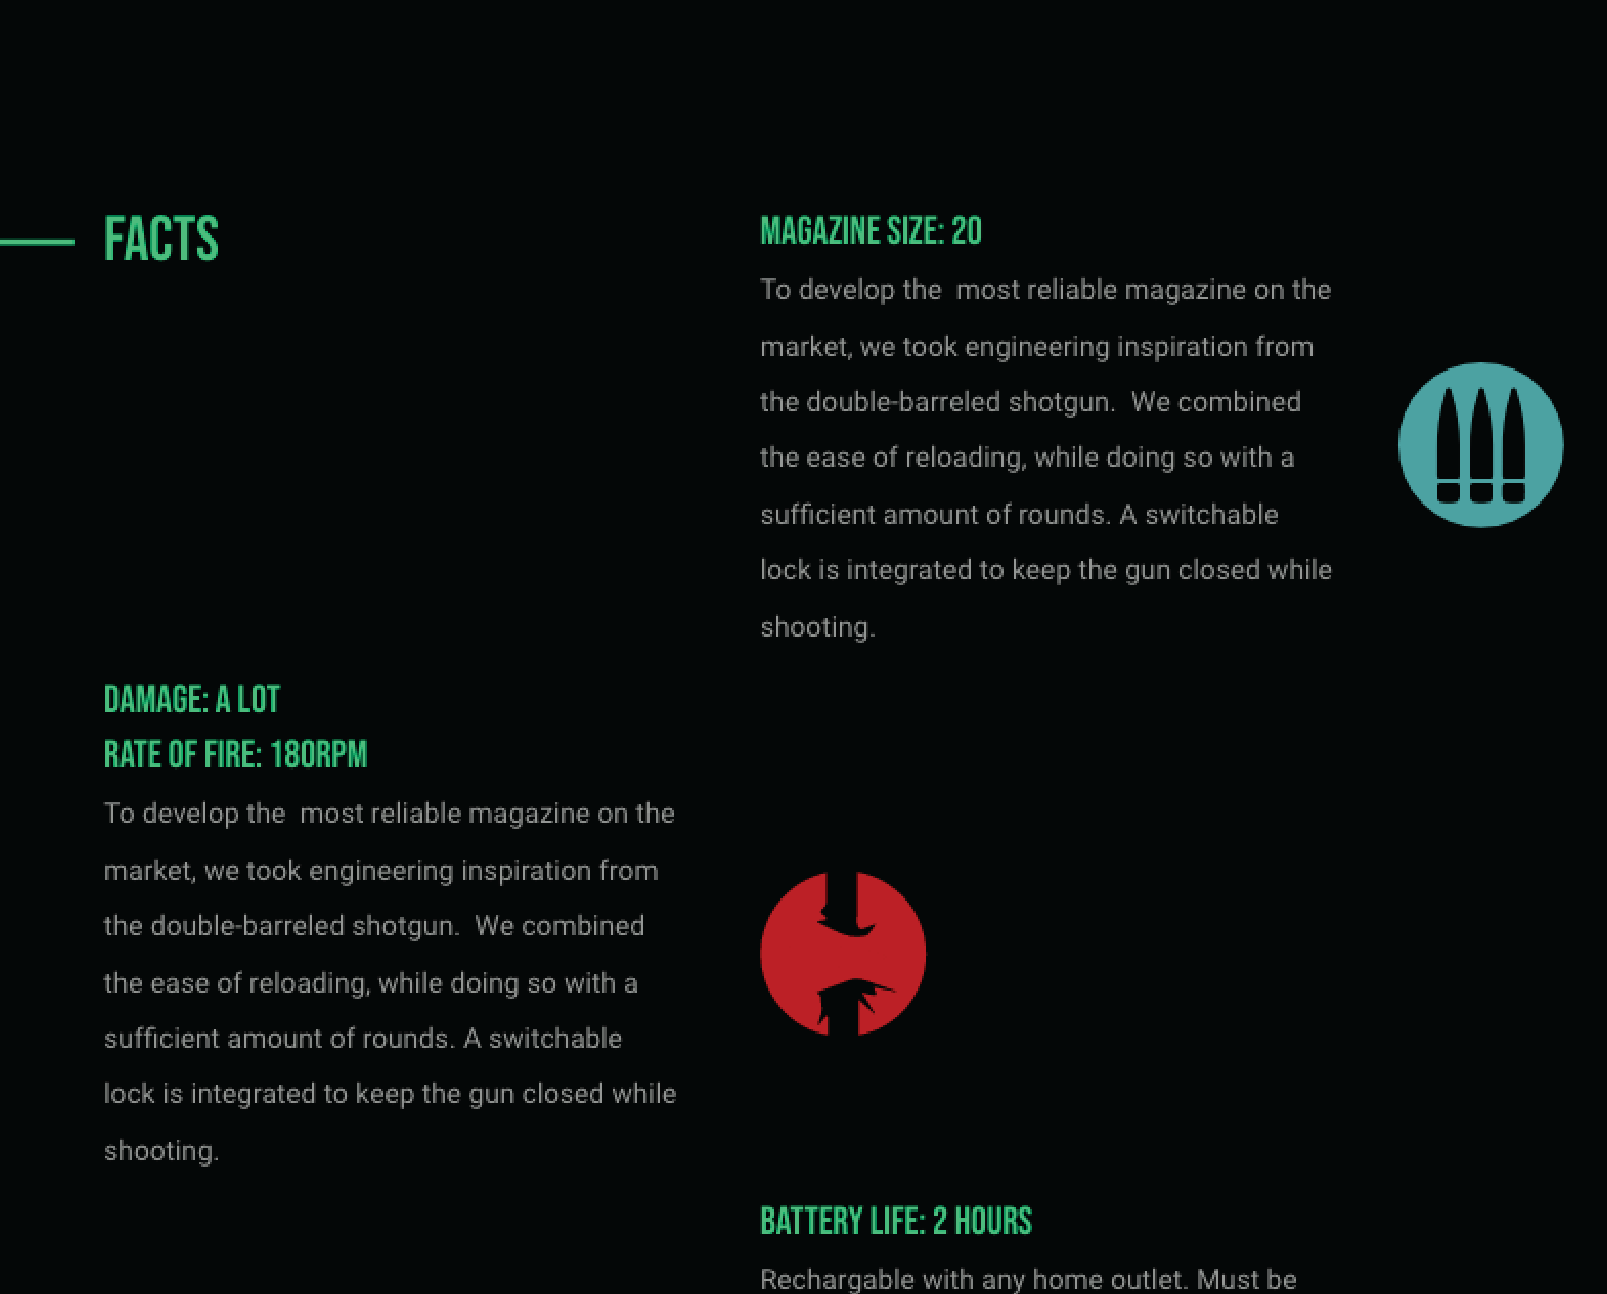 FACTS
MAGAZINE SIZE: 20
To develop the  most reliable magazine on the
market, we took engineering inspiration from
the double-barreled shotgun.  We combined
the ease of reloading, while doing so with a
sufficient amount of rounds. A switchable
lock is integrated to keep the gun closed while
shooting.
DAMAGE: A LOT
RATE OF FIRE: 180RPM
To develop the  most reliable magazine on the
market, we took engineering inspiration from
the double-barreled shotgun.  We combined
the ease of reloading, while doing so with a
sufficient amount of rounds. A switchable
lock is integrated to keep the gun closed while
shooting.
BATTERY LIFE: 2 HOURS
Rechargable with any home outlet. Must be